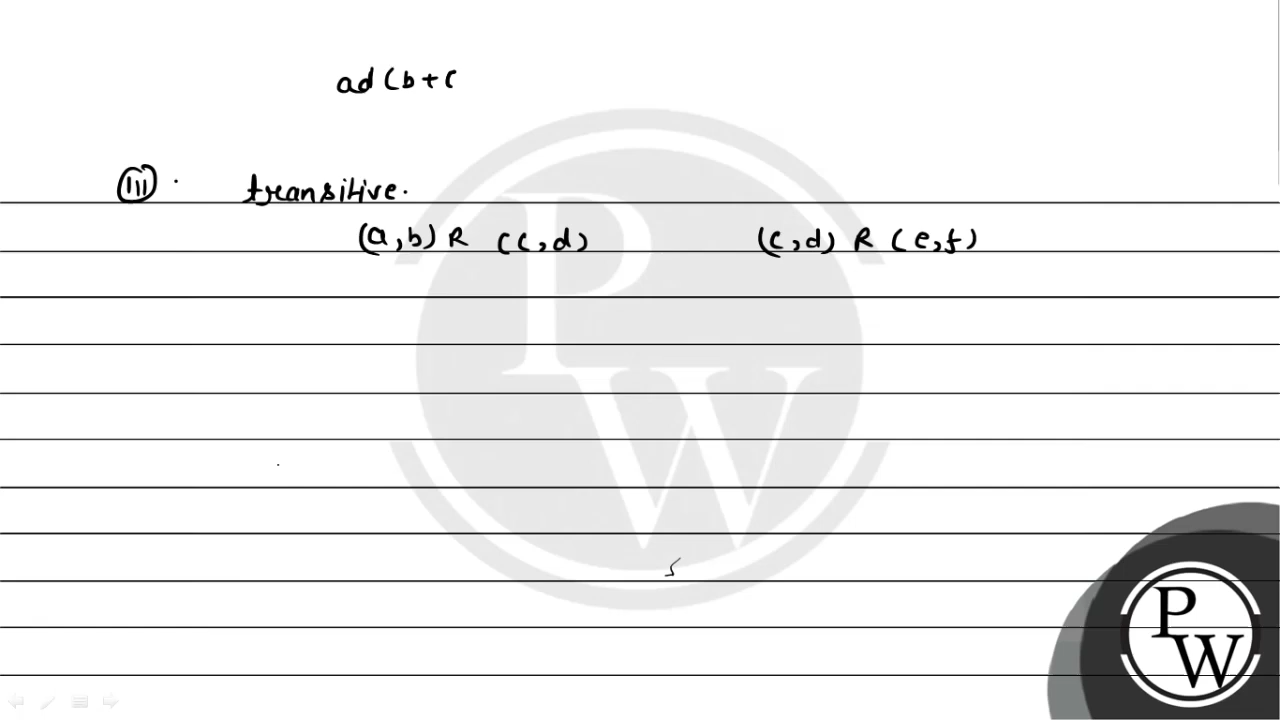 ad (b + c
(III). transitive.
(a, b) R (c, d) (c, d) R (e, f)
P
W
P
W